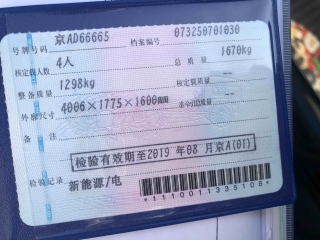 号牌号码 京AD66665 档案编号 073250701030
核定载人数 4人 总 质 量 1670kg
整备质量 1298kg 核定载质量 --
外廓尺寸 4006×1775×1600mm 准牵引总质量 --
备 注
检验有效期至2019 年08 月京A(01)
检验记录 新能源/电
*1110011335108*